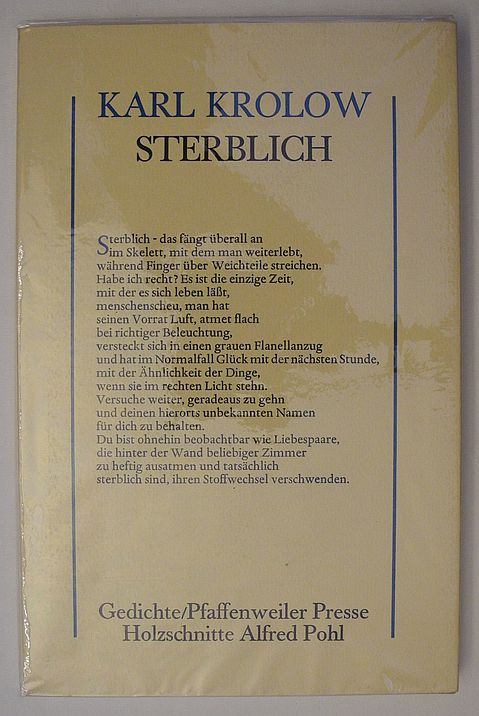 KARL KROLOW
STERBLICH
Sterblich - das fängt überall an
im Skelett, mit dem man weiterlebt,
während Finger über Weichteile streichen.
Habe ich recht? Es ist die einzige Zeit,
mit der es sich leben läßt,
menschenscheu, man hat
seinen Vorrat Luft, atmet flach
bei richtiger Beleuchtung,
versteckt sich in einen grauen Flanellanzug
und hat im Normalfall Glück mit der nächsten Stunde,
mit der Ähnlichkeit der Dinge,
wenn sie im rechten Licht stehn.
Versuche weiter, geradeaus zu gehn
und deinen hierorts unbekannten Namen
für dich zu behalten.
Du bist ohnehin beobachtbar wie Liebespaare,
die hinter der Wand beliebiger Zimmer
zu heftig ausatmen und tatsächlich
sterblich sind, ihren Stoffwechsel verschwenden.
Gedichte/Pfaffenweiler Presse
Holzschnitte Alfred Pohl